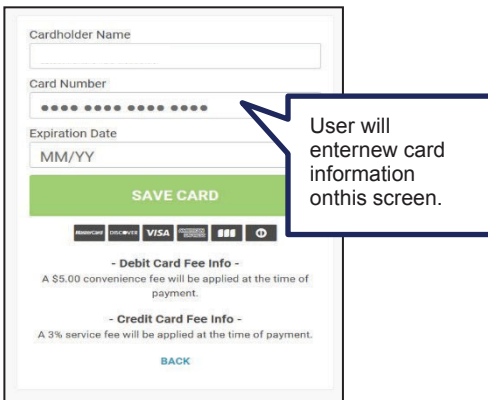 Cardholder Name
Card Number
Expiration Date
MM/YY
SAVE CARD
MasterCard DISCOVER VISA
- Debit Card Fee Info -
A $5.00 convenience fee will be applied at the time of
payment.
- Credit Card Fee Info -
A 3% service fee will be applied at the time of payment.
BACK
User will
enternew card
information
onthis screen.